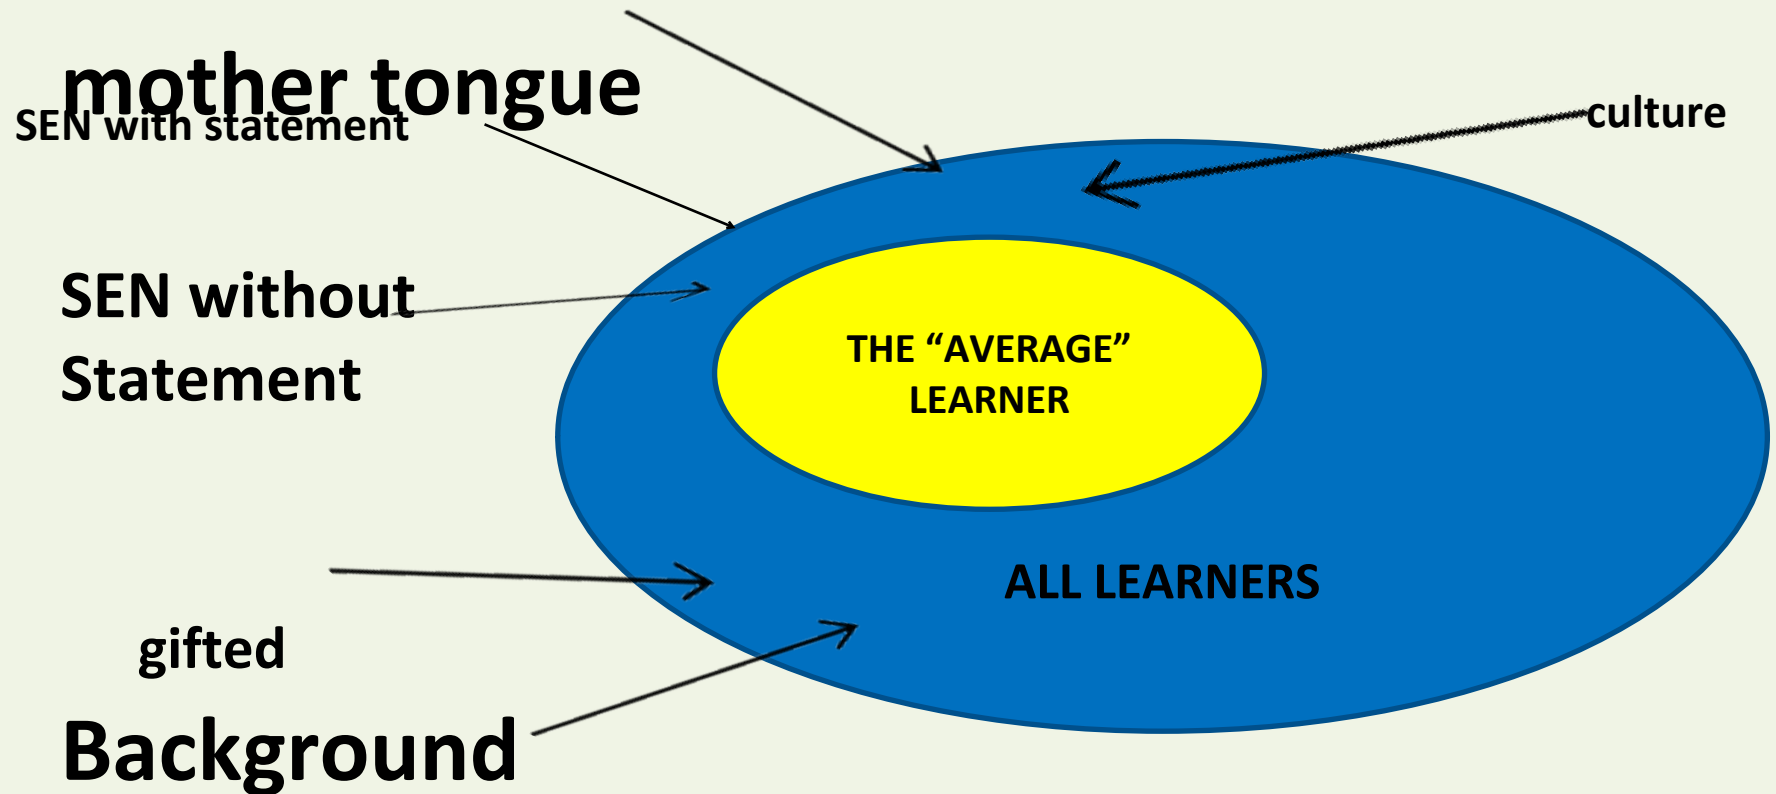 mother tongue
SEN with statement
culture
SEN without
Statement
THE “AVERAGE”
LEARNER
ALL LEARNERS
gifted
Background